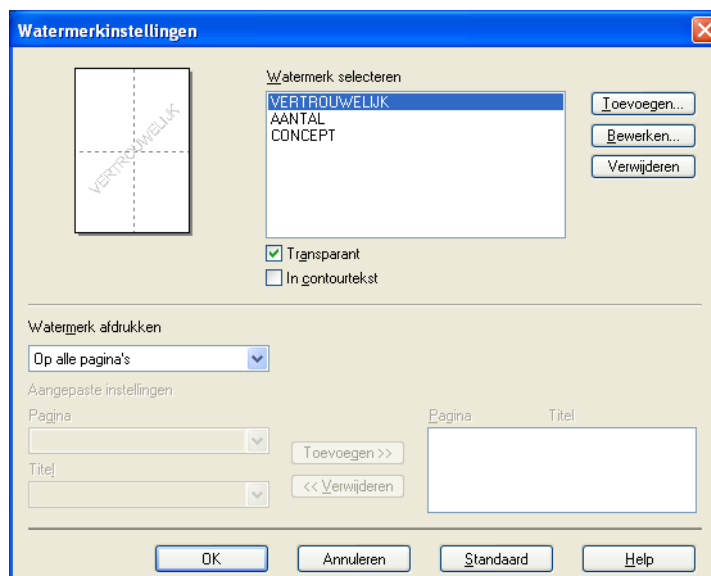 Watermerkinstellingen
VERTROUWELIJK
Watermerk selecteren
VERTROUWELIJK
AANTAL
CONCEPT
Toevoegen...
Bewerken...
Verwijderen
Transparant
In contourtekst
Watermerk afdrukken
Op alle pagina's
Aangepaste instellingen
Pagina
Titel
Toevoegen >>
<< Verwijderen
Pagina Titel
OK Annuleren Standaard Help